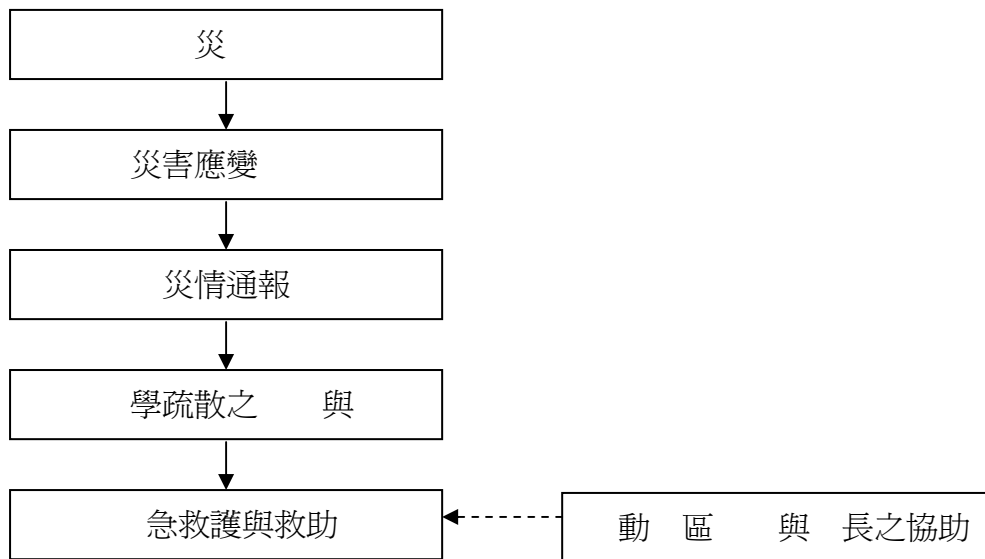 災
災害應變
災情通報
學疏散之 與
急救護與救助
動 區 與 長之協助